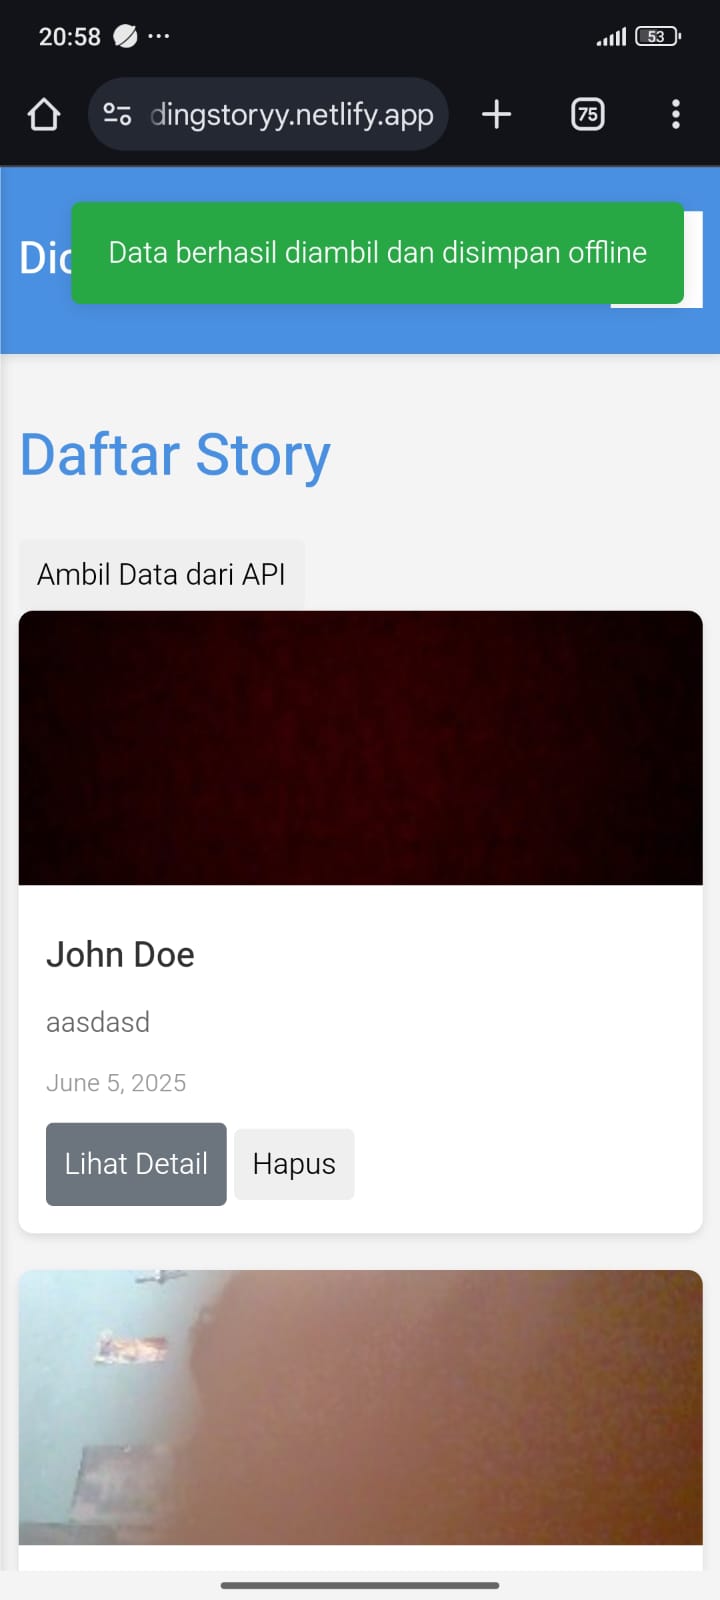 20:58
53
dingstoryy.netlify.app
75
Data berhasil diambil dan disimpan offline
Daftar Story
Ambil Data dari API
John Doe
aasdasd
June 5, 2025
Lihat Detail
Hapus